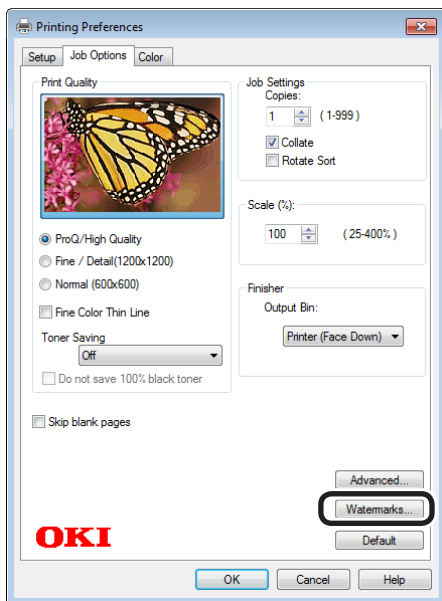 Printing Preferences
Setup Job Options Color
Print Quality
ProQ/High Quality
Fine / Detail(1200x1200)
Normal (600x600)
Fine Color Thin Line
Toner Saving
Off
Do not save 100% black toner
Skip blank pages
Job Settings
Copies:
1 ( 1-999 )
Collate
Rotate Sort
Scale (%):
100 ( 25-400% )
Finisher
Output Bin:
Printer (Face Down)
Advanced...
Watermarks...
OKI Default
OK Cancel Help